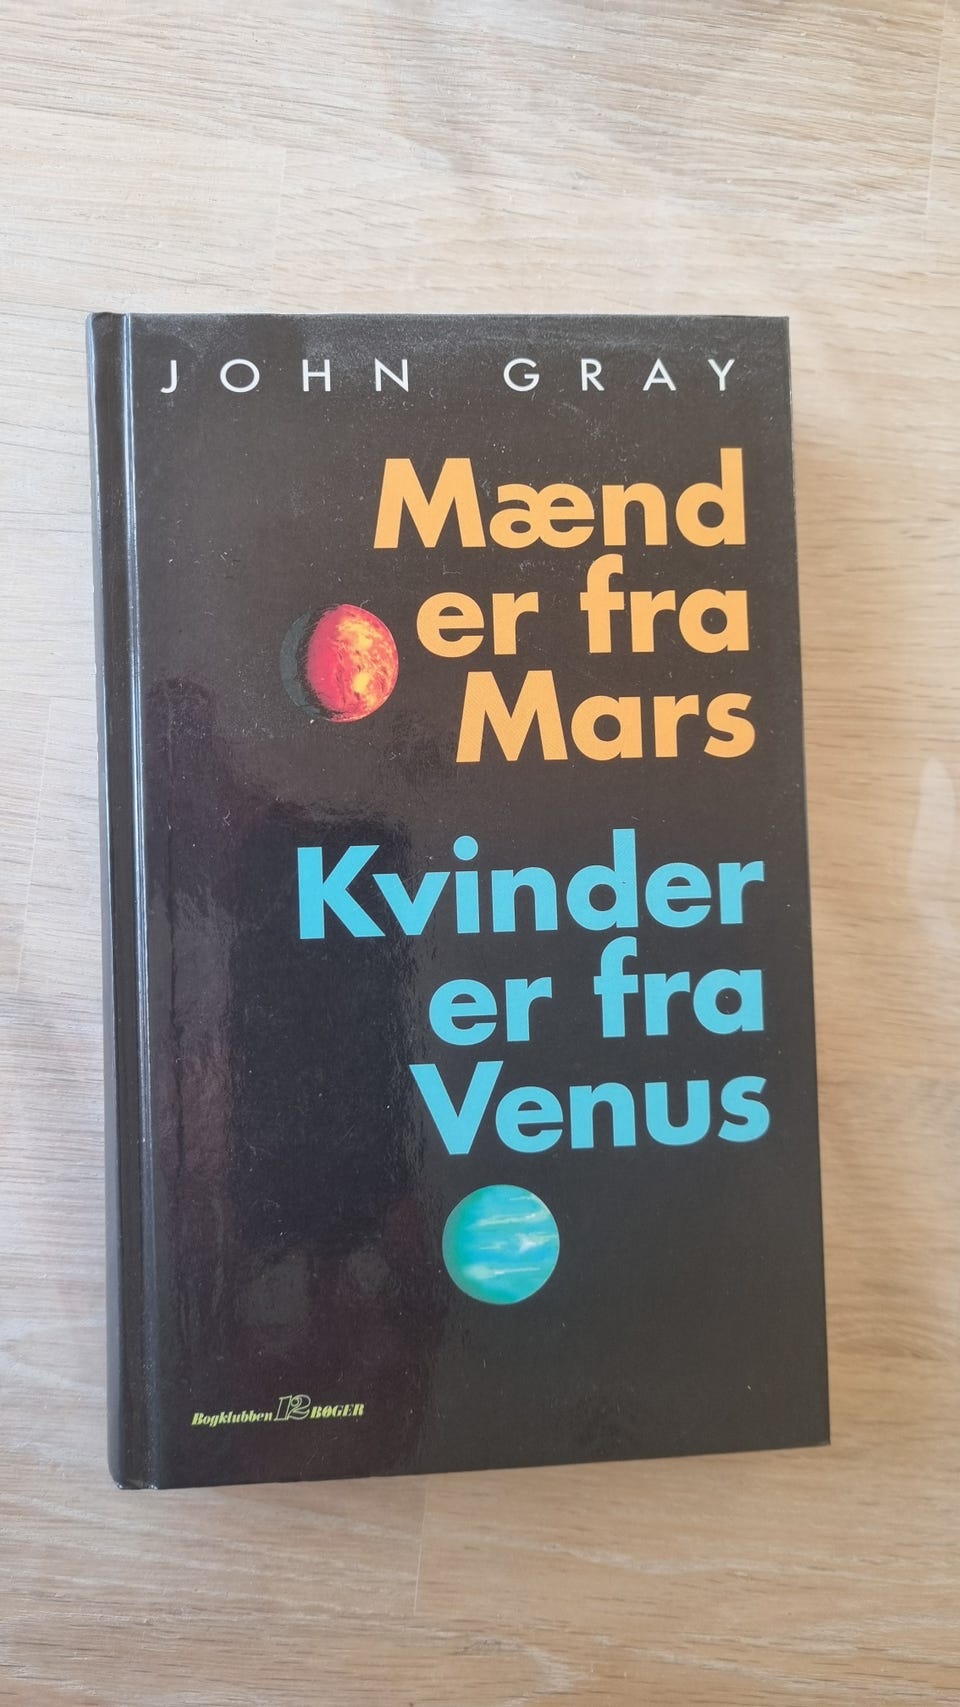 JOHN GRAY
Mænd
er fra
Mars
Kvinder
er fra
Venus
Bogklubben 12 BØGER